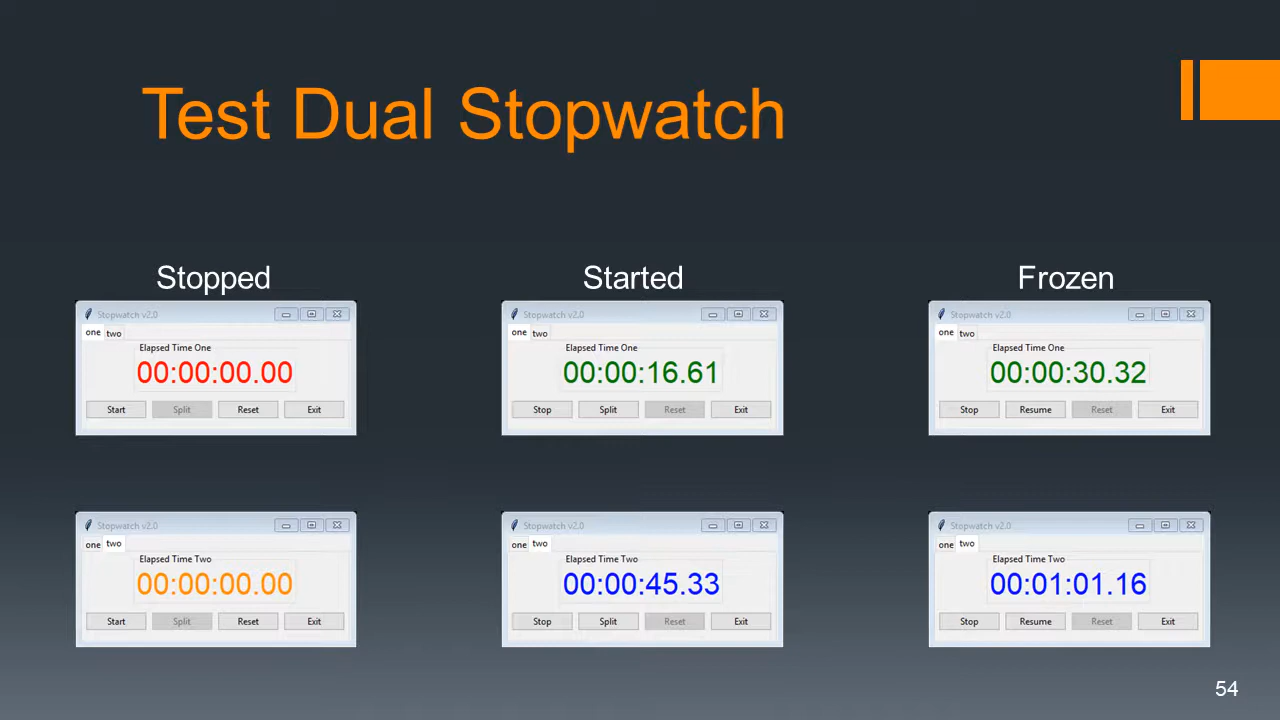 Test Dual Stopwatch
Stopped
Started
Frozen
Stopwatch v2.0
one two
Elapsed Time One
00:00:00.00
Start Split Reset Exit
Stopwatch v2.0
one two
Elapsed Time One
00:00:16.61
Stop Split Reset Exit
Stopwatch v2.0
one two
Elapsed Time One
00:00:30.32
Stop Resume Reset Exit
Stopwatch v2.0
one two
Elapsed Time Two
00:00:00.00
Start Split Reset Exit
Stopwatch v2.0
one two
Elapsed Time Two
00:00:45.33
Stop Split Reset Exit
Stopwatch v2.0
one two
Elapsed Time Two
00:01:01.16
Stop Resume Reset Exit
54